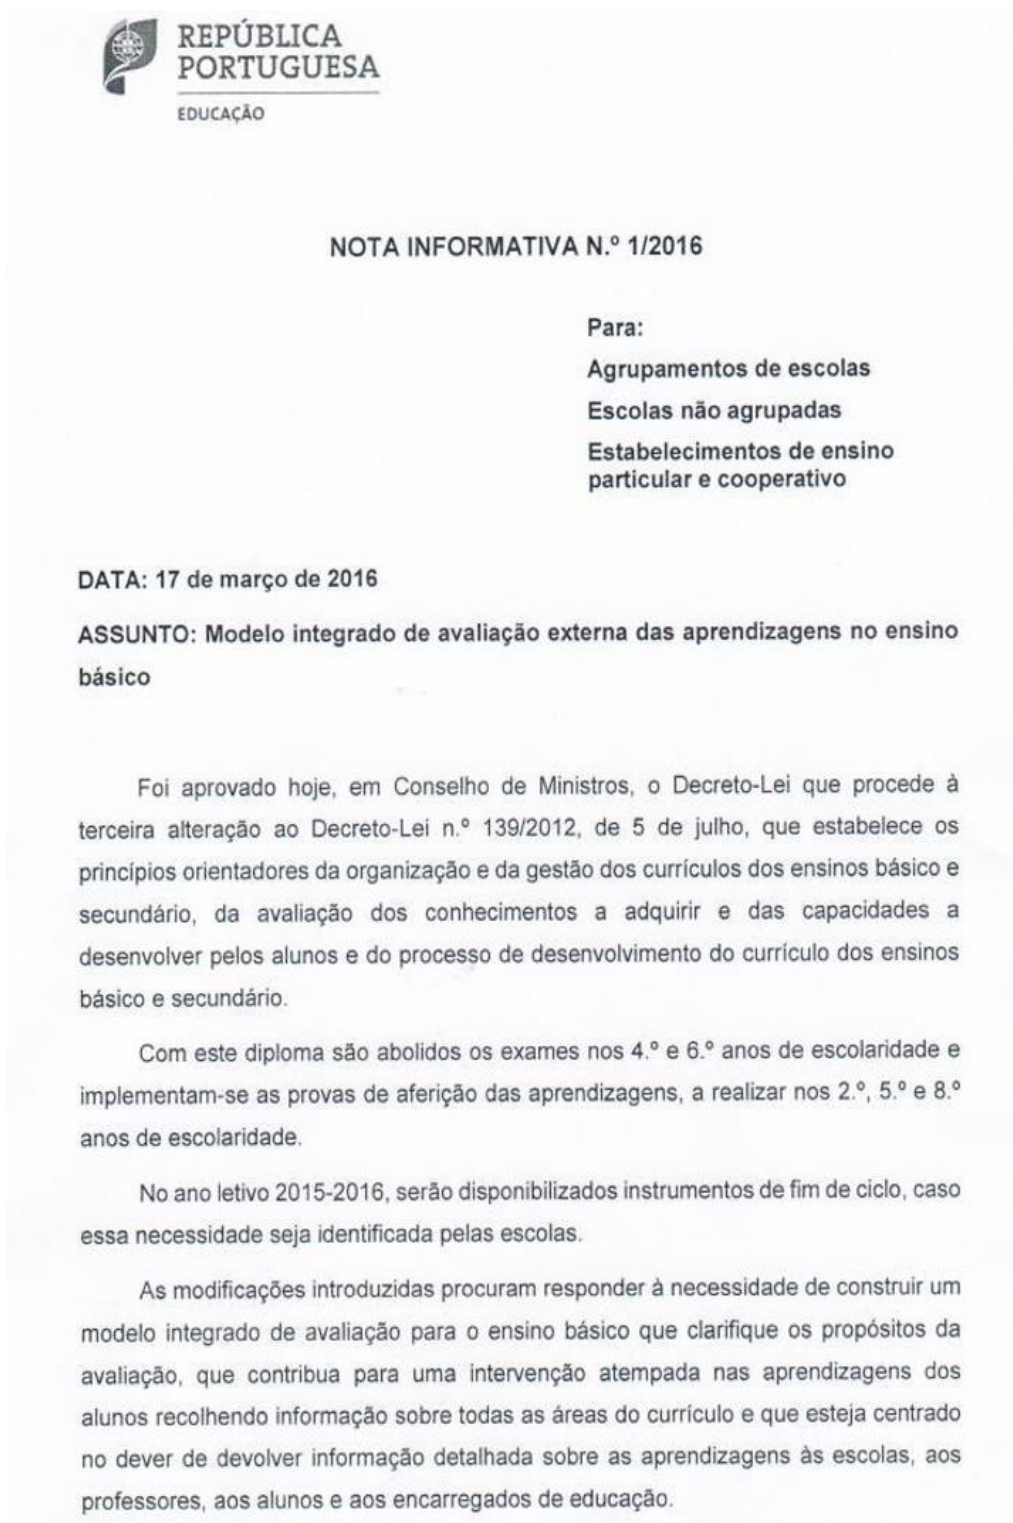 REPÚBLICA
PORTUGUESA
EDUCAÇÃO
NOTA INFORMATIVA N.º 1/2016
Para:
Agrupamentos de escolas
Escolas não agrupadas
Estabelecimentos de ensino
particular e cooperativo
DATA: 17 de março de 2016
ASSUNTO: Modelo integrado de avaliação externa das aprendizagens no ensino
básico
Foi aprovado hoje, em Conselho de Ministros, o Decreto-Lei que procede à
terceira alteração ao Decreto-Lei n.º 139/2012, de 5 de julho, que estabelece os
princípios orientadores da organização e da gestão dos currículos dos ensinos básico e
secundário, da avaliação dos conhecimentos a adquirir e das capacidades a
desenvolver pelos alunos e do processo de desenvolvimento do currículo dos ensinos
básico e secundário.
Com este diploma são abolidos os exames nos 4.º e 6.º anos de escolaridade e
implementam-se as provas de aferição das aprendizagens, a realizar nos 2.º, 5.º e 8.º
anos de escolaridade.
No ano letivo 2015-2016, serão disponibilizados instrumentos de fim de ciclo, caso
essa necessidade seja identificada pelas escolas.
As modificações introduzidas procuram responder à necessidade de construir um
modelo integrado de avaliação para o ensino básico que clarifique os propósitos da
avaliação, que contribua para uma intervenção atempada nas aprendizagens dos
alunos recolhendo informação sobre todas as áreas do currículo e que esteja centrado
no dever de devolver informação detalhada sobre as aprendizagens às escolas, aos
professores, aos alunos e aos encarregados de educação.